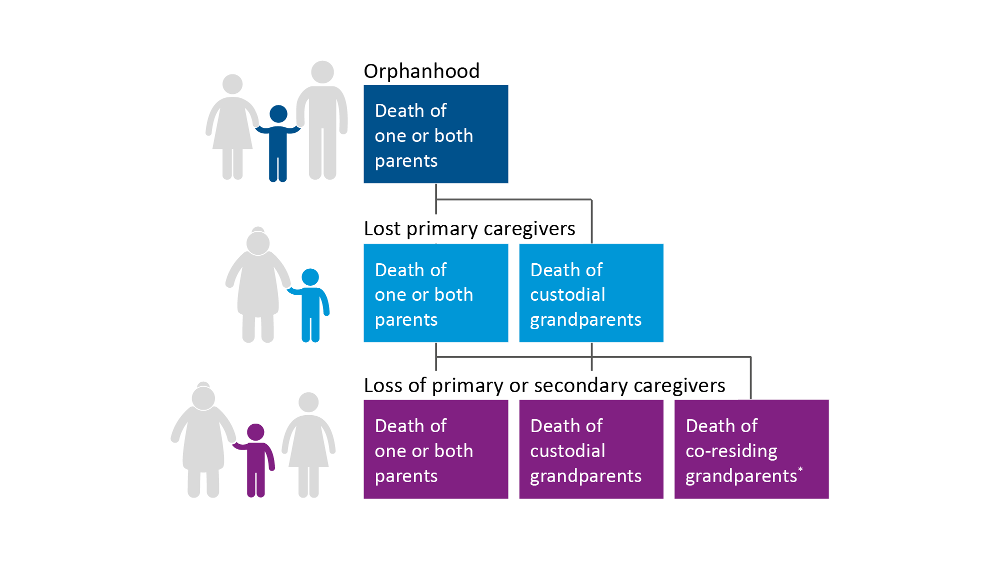 Orphanhood
Death of
one or both
parents
Lost primary caregivers
Death of
one or both
parents
Death of
custodial
grandparents
Loss of primary or secondary caregivers
Death of
one or both
parents
Death of
custodial
grandparents
Death of
co-residing
grandparents*